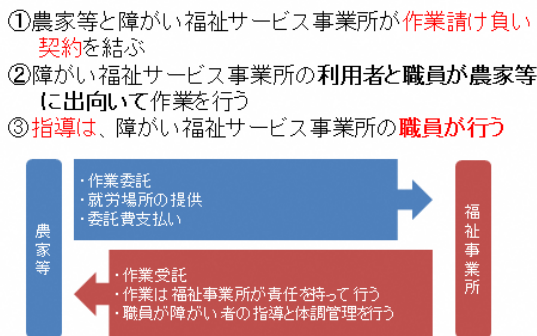 ①農家等と障がい福祉サービス事業所が作業請け負い
契約を結ぶ
②障がい福祉サービス事業所の利用者と職員が農家等
に出向いて作業を行う
③指導は、障がい福祉サービス事業所の職員が行う
農家等
・作業委託
・就労場所の提供
・委託費支払い
福祉事業所
・作業受託
・作業は福祉事業所が責任を持って行う
・職員が障がい者の指導と体調管理を行う